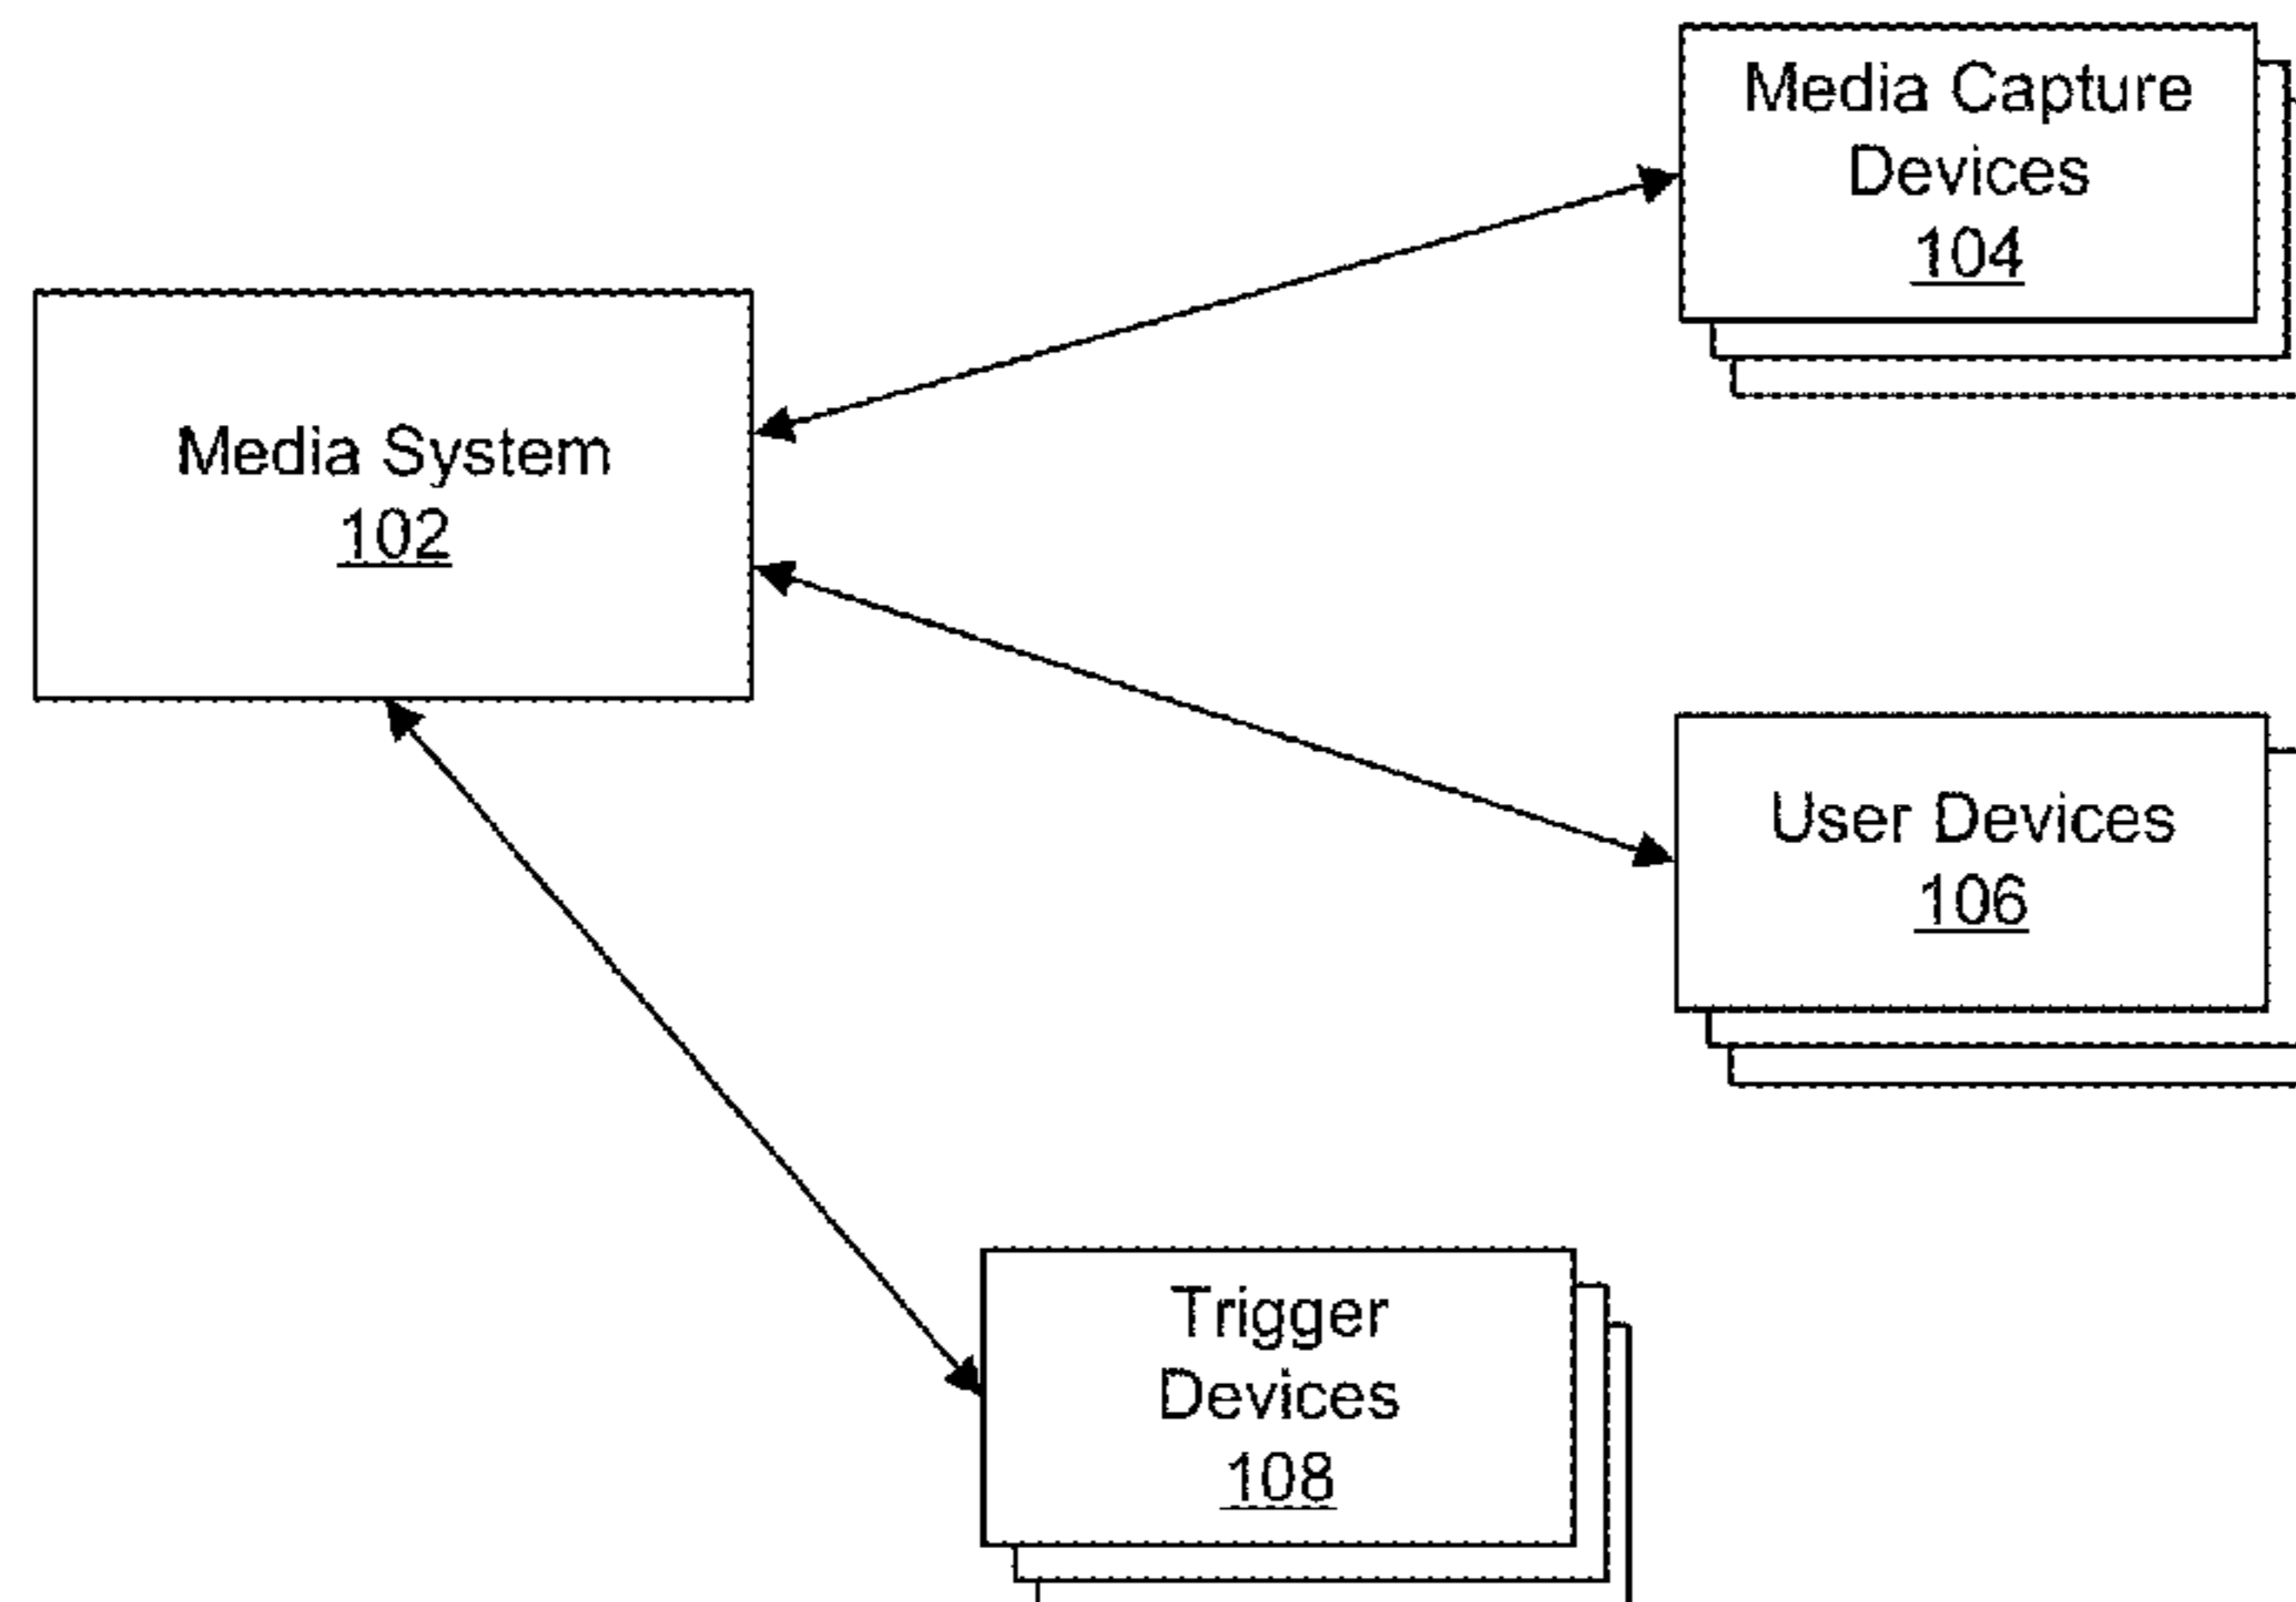 Media Capture
Devices
104
Media System
102
User Devices
106
Trigger
Devices
108